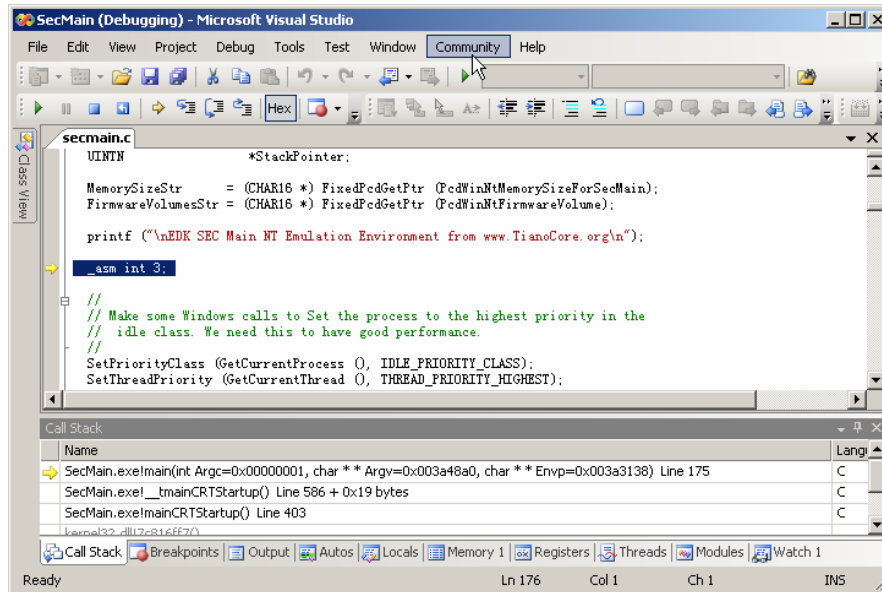 SecMain (Debugging) - Microsoft Visual Studio
File Edit View Project Debug Tools Test Window Community Help
Hex
Class View
secmain.c
UINTN *StackPointer;
MemorySizeStr = (CHAR16 *) FixedPcdGetPtr (PcdWinNtMemorySizeForSecMain);
FirmwareVolumesStr = (CHAR16 *) FixedPcdGetPtr (PcdWinNtFirmwareVolume);
printf ("\nEDK SEC Main NT Emulation Environment from www.TianoCore.org\n");
_asm int 3;
//
// Make some Windows calls to Set the process to the highest priority in the
// idle class. We need this to have good performance.
//
SetPriorityClass (GetCurrentProcess (), IDLE_PRIORITY_CLASS);
SetThreadPriority (GetCurrentThread (), THREAD_PRIORITY_HIGHEST);
Call Stack
Name Langu
SecMain.exe!main(int Argc=0x00000001, char * * Argv=0x003a48a0, char * * Envp=0x003a3138) Line 175 C
SecMain.exe!__tmainCRTStartup() Line 586 + 0x19 bytes C
SecMain.exe!mainCRTStartup() Line 403 C
kernel32.dll!7c816ff7()
Call Stack Breakpoints Output Autos Locals Memory 1 Registers Threads Modules Watch 1
Ready Ln 176 Col 1 Ch 1 INS